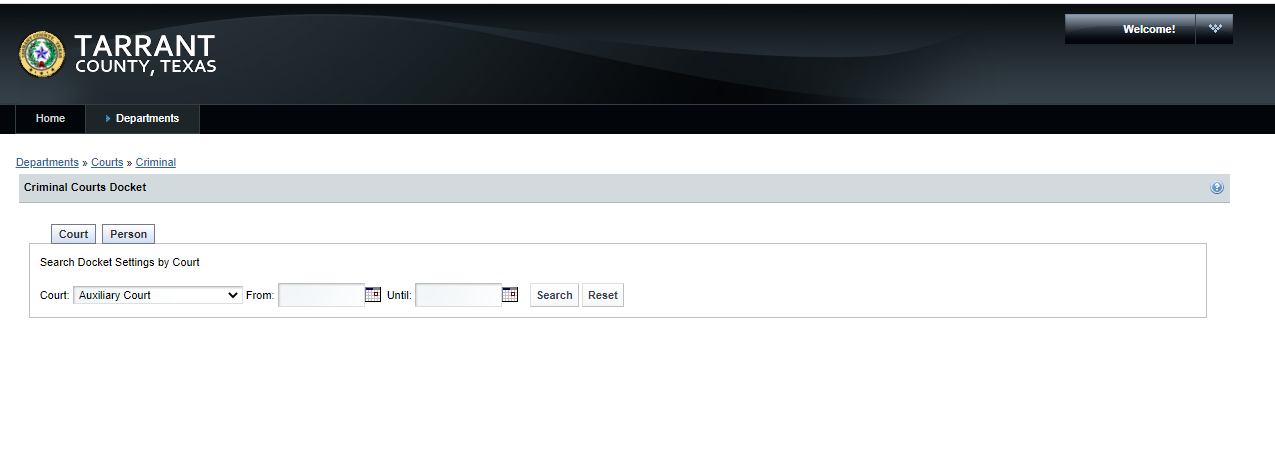 TARRANT
COUNTY, TEXAS
Welcome!
Home Departments
Departments » Courts » Criminal
Criminal Courts Docket
Court Person
Search Docket Settings by Court
Court: Auxiliary Court From: Until: Search Reset